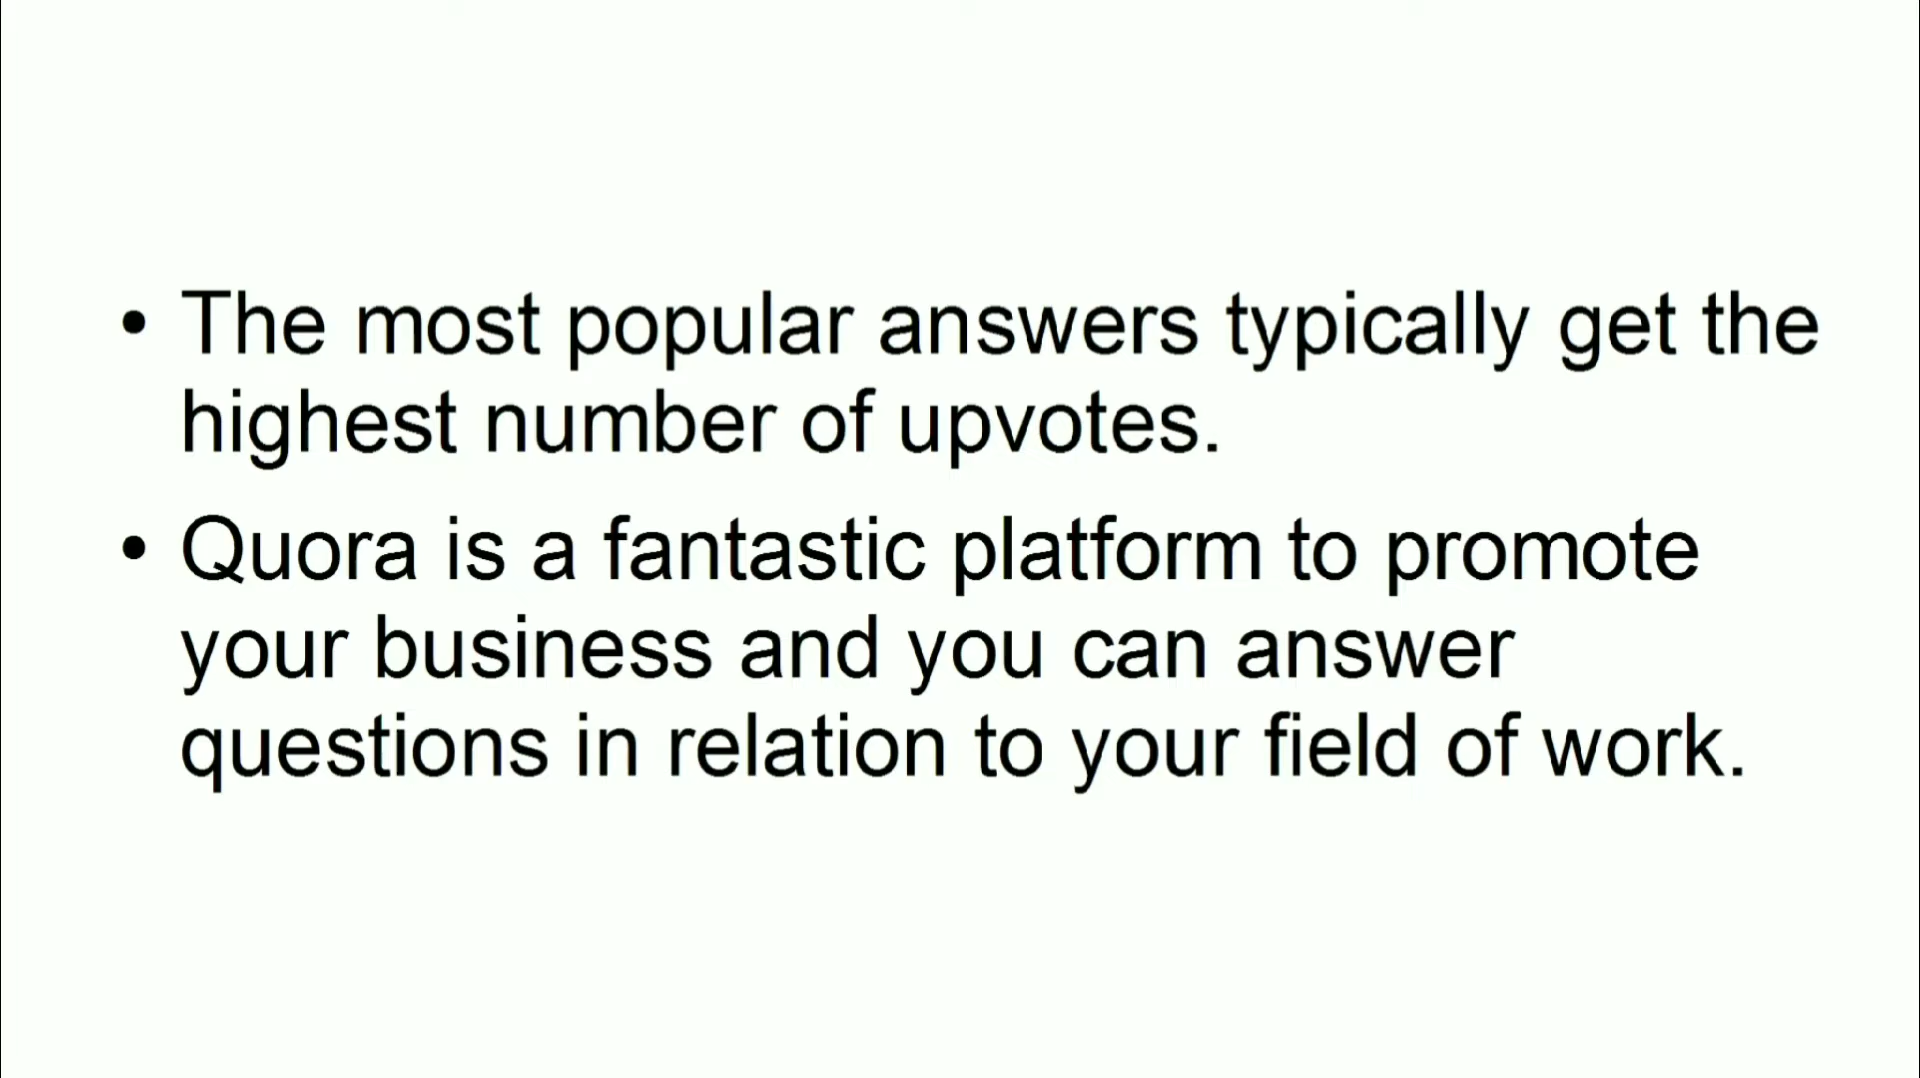 • The most popular answers typically get the
highest number of upvotes.
• Quora is a fantastic platform to promote
your business and you can answer
questions in relation to your field of work.